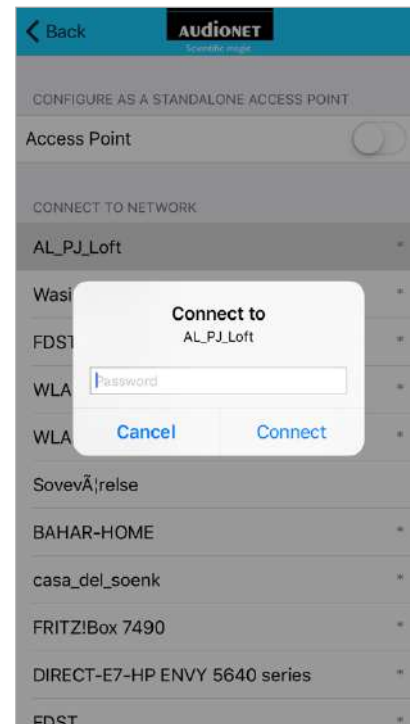 Back
AUDIONET
Scientific magic
CONFIGURE AS A STANDALONE ACCESS POINT
Access Point
CONNECT TO NETWORK
AL_PJ_Loft *
Wasi *
Connect to
AL_PJ_Loft
FDST *
Password
WLA *
Cancel Connect
WLA *
SovevÃ¦relse
BAHAR-HOME *
casa_del_soenk *
FRITZ!Box 7490 *
DIRECT-E7-HP ENVY 5640 series *
FDST